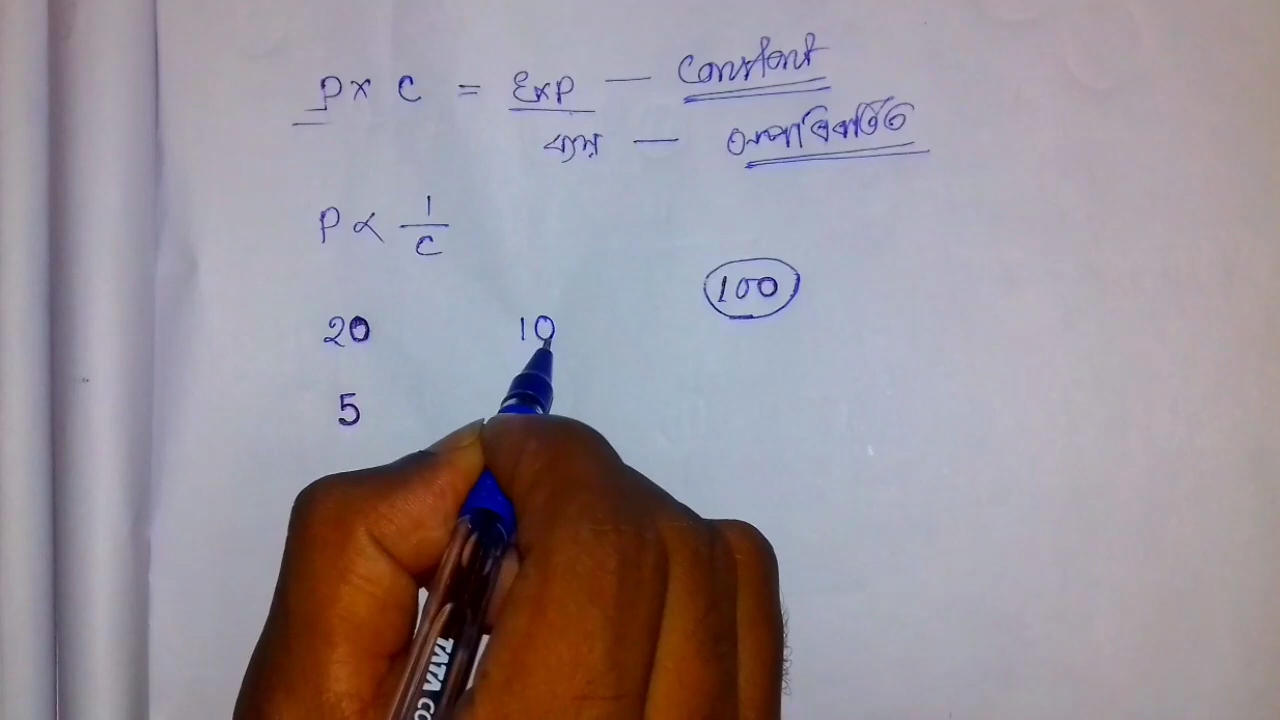 P × C = Exp — Constant
ব্যয় — অপরিবর্তিত
P ∝ 1/C
100
20 10
5
TATA CO